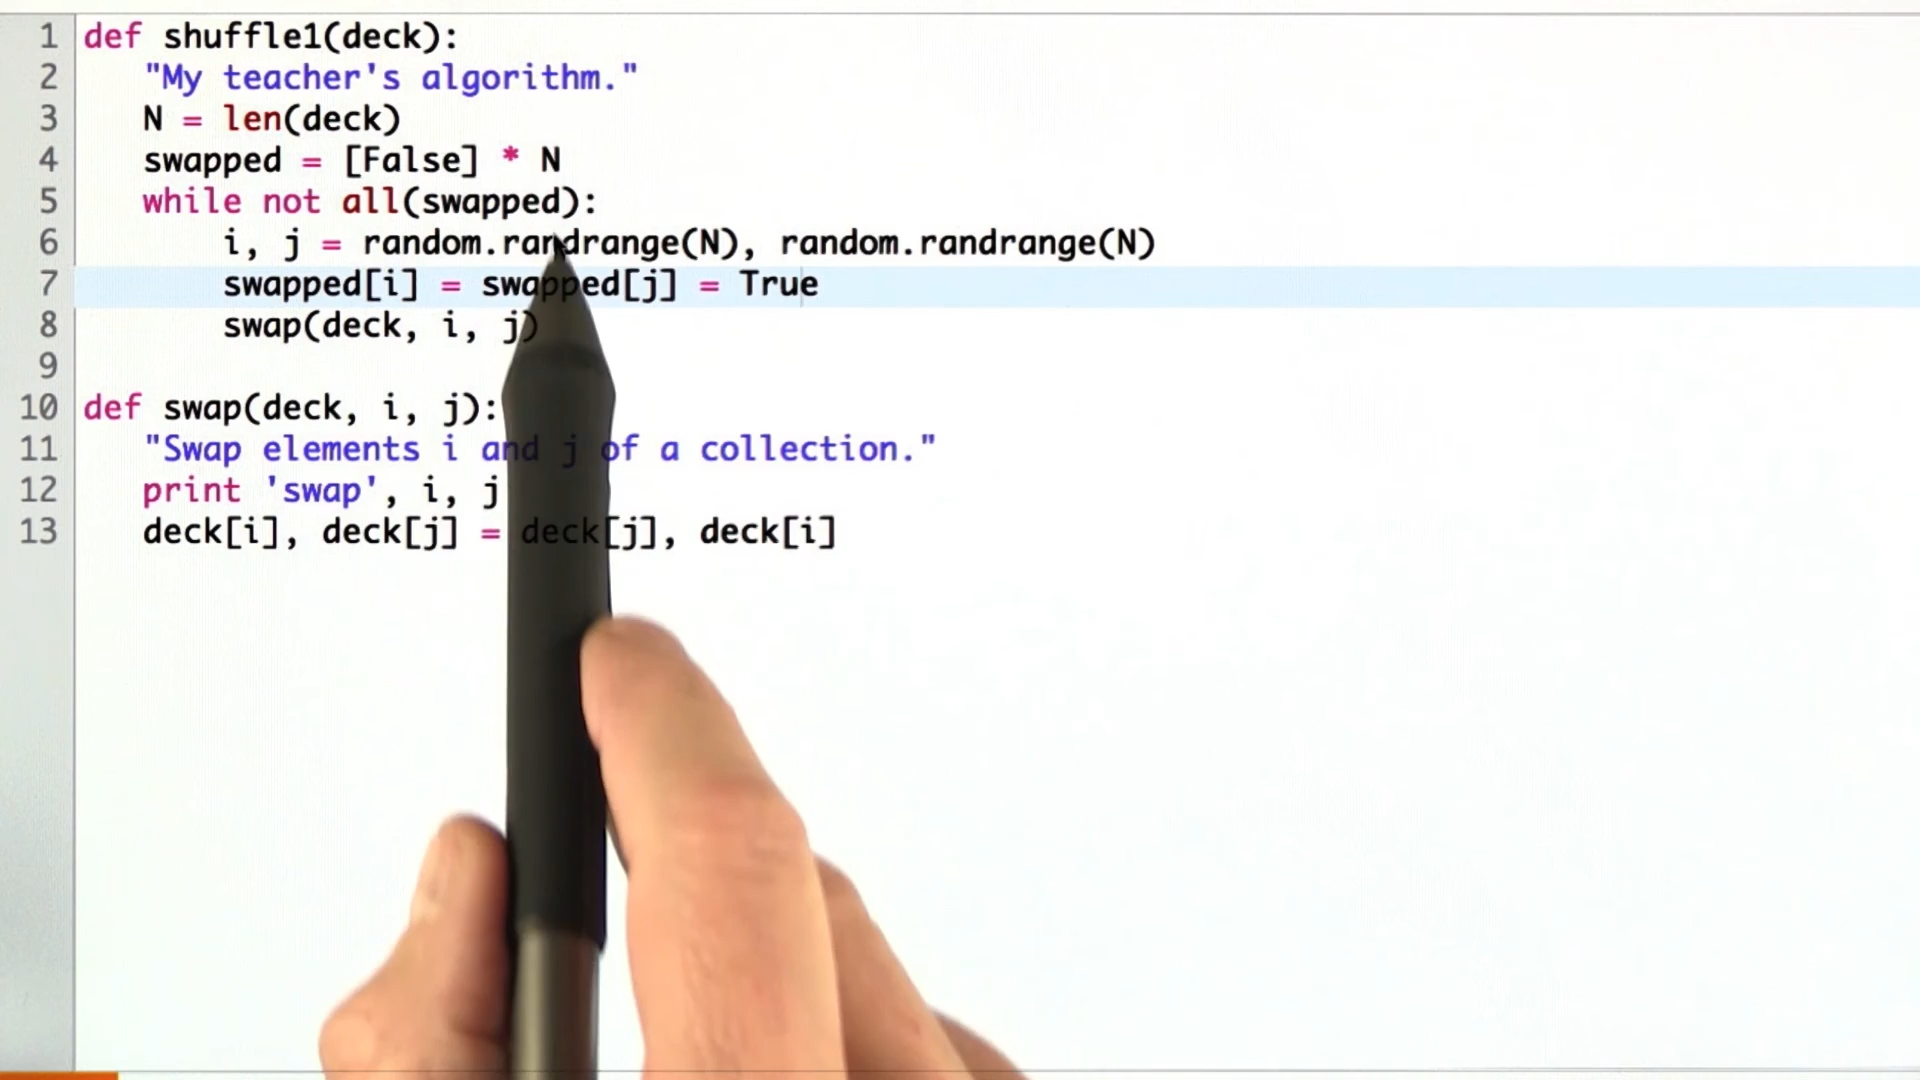 1 def shuffle1(deck):
2 "My teacher's algorithm."
3 N = len(deck)
4 swapped = [False] * N
5 while not all(swapped):
6 i, j = random.randrange(N), random.randrange(N)
7 swapped[i] = swapped[j] = True
8 swap(deck, i, j)
9
10 def swap(deck, i, j):
11 "Swap elements i and j of a collection."
12 print 'swap', i, j
13 deck[i], deck[j] = deck[j], deck[i]